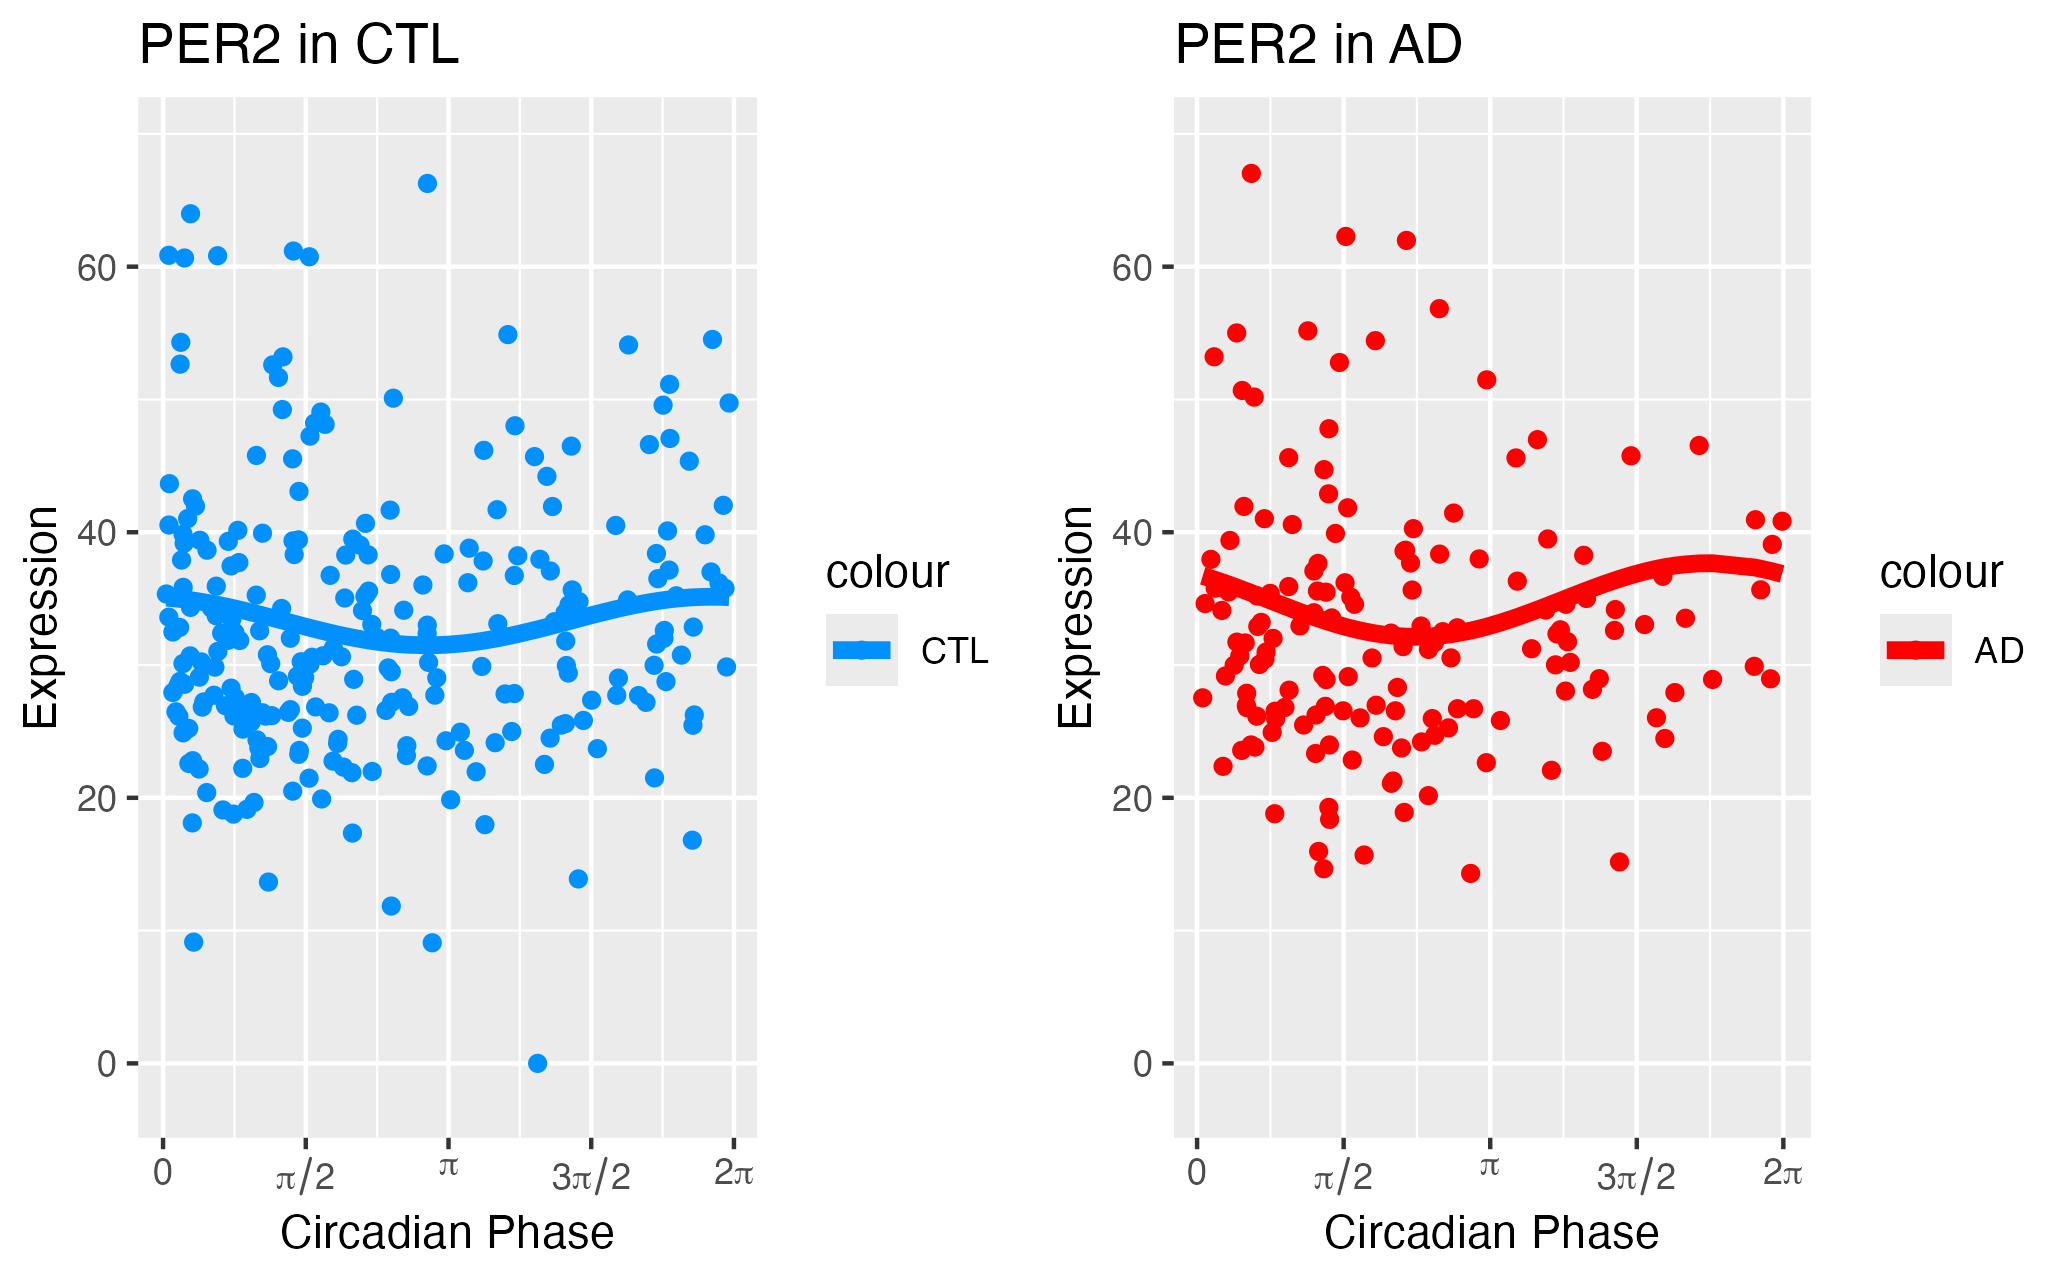 PER2 in CTL
Expression
60
40
20
0
0
π/2
π
3π/2
2π
Circadian Phase
colour
CTL
PER2 in AD
Expression
60
40
20
0
0
π/2
π
3π/2
2π
Circadian Phase
colour
AD